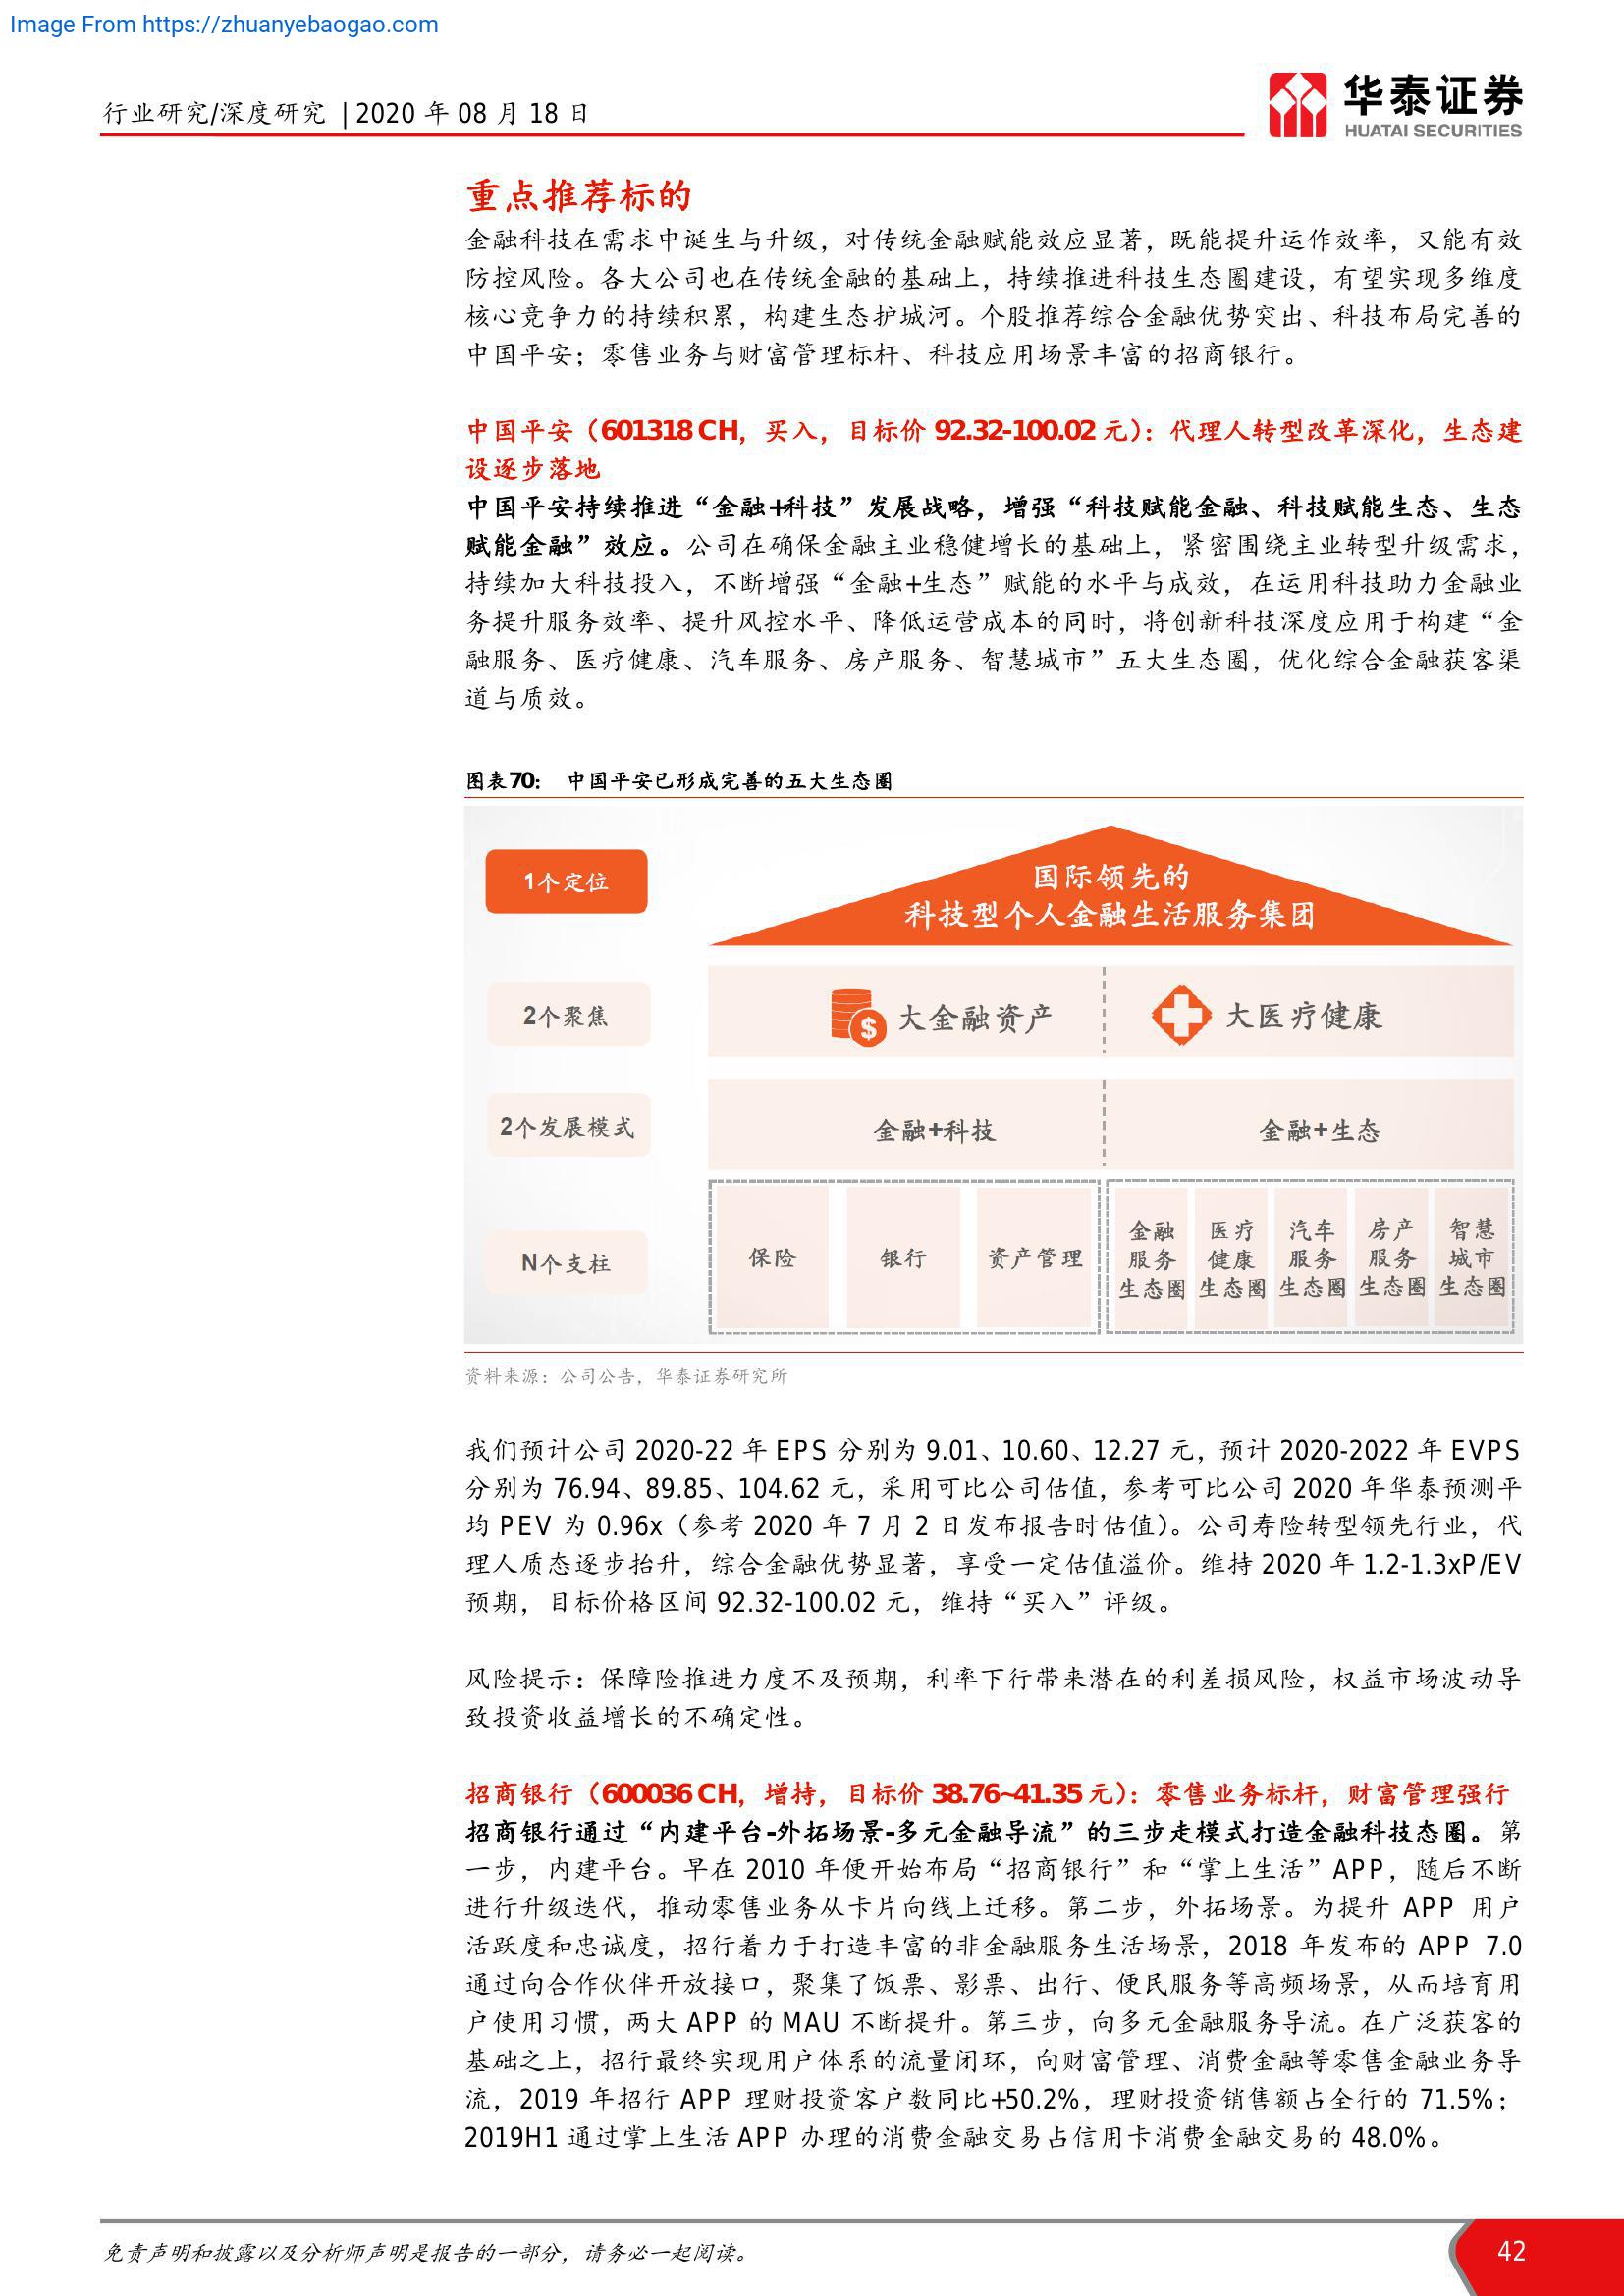 Image From https://zhuanyebaogao.com
行业研究/深度研究 | 2020 年 08 月 18 日
华泰证券
HUATAI SECURITIES
重点推荐标的
金融科技在需求中诞生与升级，对传统金融赋能效应显著，既能提升运作效率，又能有效
防控风险。各大公司也在传统金融的基础上，持续推进科技生态圈建设，有望实现多维度
核心竞争力的持续积累，构建生态护城河。个股推荐综合金融优势突出、科技布局完善的
中国平安；零售业务与财富管理标杆、科技应用场景丰富的招商银行。
中国平安（601318 CH，买入，目标价 92.32-100.02 元）：代理人转型改革深化，生态建
设逐步落地
中国平安持续推进“金融+科技”发展战略，增强“科技赋能金融、科技赋能生态、生态
赋能金融”效应。公司在确保金融主业稳健增长的基础上，紧密围绕主业转型升级需求，
持续加大科技投入，不断增强“金融+生态”赋能的水平与成效，在运用科技助力金融业
务提升服务效率、提升风控水平、降低运营成本的同时，将创新科技深度应用于构建“金
融服务、医疗健康、汽车服务、房产服务、智慧城市”五大生态圈，优化综合金融获客渠
道与质效。
图表70： 中国平安已形成完善的五大生态圈
1个定位
国际领先的
科技型个人金融生活服务集团
2个聚焦
大金融资产
大医疗健康
2个发展模式
金融+科技
金融+生态
N个支柱
保险
银行
资产管理
金融
服务
生态圈
医疗
健康
生态圈
汽车
服务
生态圈
房产
服务
生态圈
智慧
城市
生态圈
资料来源：公司公告，华泰证券研究所
我们预计公司 2020-22 年 EPS 分别为 9.01、10.60、12.27 元，预计 2020-2022 年 EVPS
分别为 76.94、89.85、104.62 元，采用可比公司估值，参考可比公司 2020 年华泰预测平
均 PEV 为 0.96x（参考 2020 年 7 月 2 日发布报告时估值）。公司寿险转型领先行业，代
理人质态逐步抬升，综合金融优势显著，享受一定估值溢价。维持 2020 年 1.2-1.3xP/EV
预期，目标价格区间 92.32-100.02 元，维持“买入”评级。
风险提示：保障险推进力度不及预期，利率下行带来潜在的利差损风险，权益市场波动导
致投资收益增长的不确定性。
招商银行（600036 CH，增持，目标价 38.76~41.35 元）：零售业务标杆，财富管理强行
招商银行通过“内建平台-外拓场景-多元金融导流”的三步走模式打造金融科技态圈。第
一步，内建平台。早在 2010 年便开始布局“招商银行”和“掌上生活”APP，随后不断
进行升级迭代，推动零售业务从卡片向线上迁移。第二步，外拓场景。为提升 APP 用户
活跃度和忠诚度，招行着力于打造丰富的非金融服务生活场景，2018 年发布的 APP 7.0
通过向合作伙伴开放接口，聚集了饭票、影票、出行、便民服务等高频场景，从而培育用
户使用习惯，两大 APP 的 MAU 不断提升。第三步，向多元金融服务导流。在广泛获客的
基础之上，招行最终实现用户体系的流量闭环，向财富管理、消费金融等零售金融业务导
流，2019 年招行 APP 理财投资客户数同比+50.2%，理财投资销售额占全行的 71.5%；
2019H1 通过掌上生活 APP 办理的消费金融交易占信用卡消费金融交易的 48.0%。
免责声明和披露以及分析师声明是报告的一部分，请务必一起阅读。
42